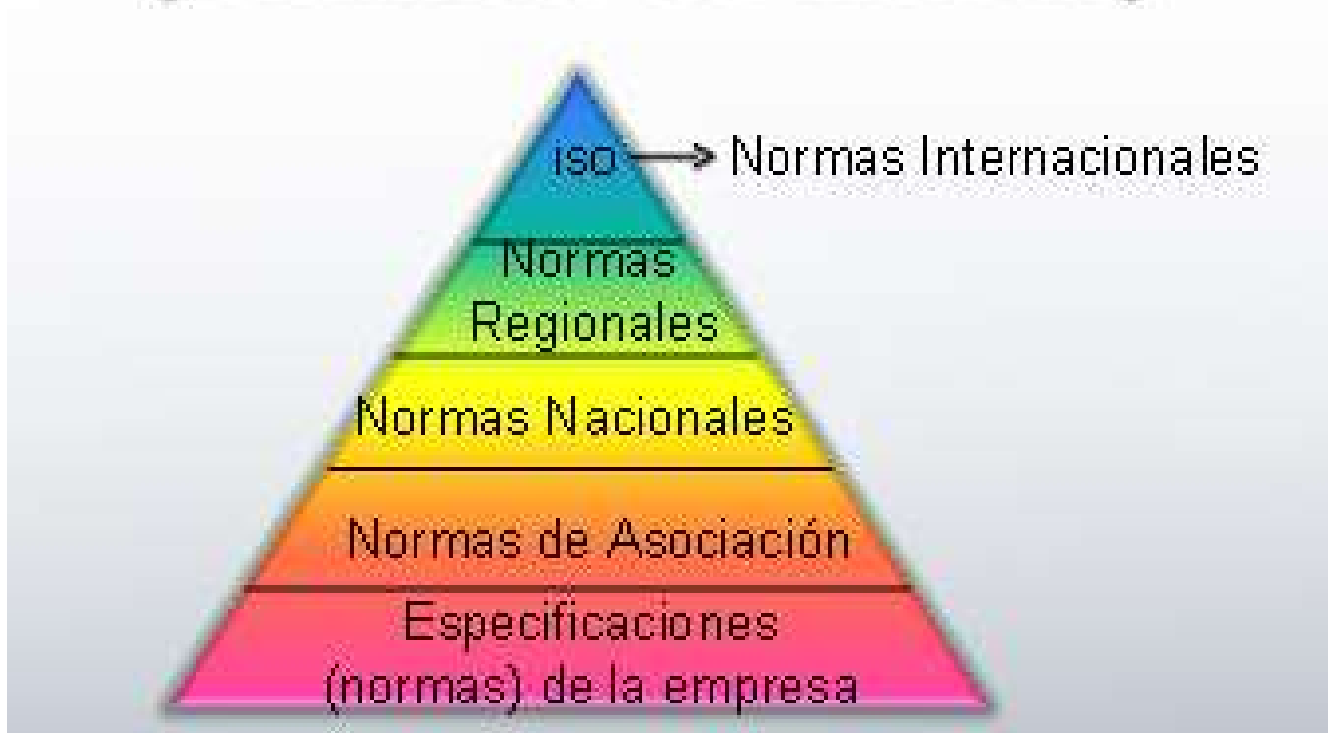 iso → Normas Internacionales
Normas
Regionales
Normas Nacionales
Normas de Asociación
Especificaciones
(normas) de la empresa